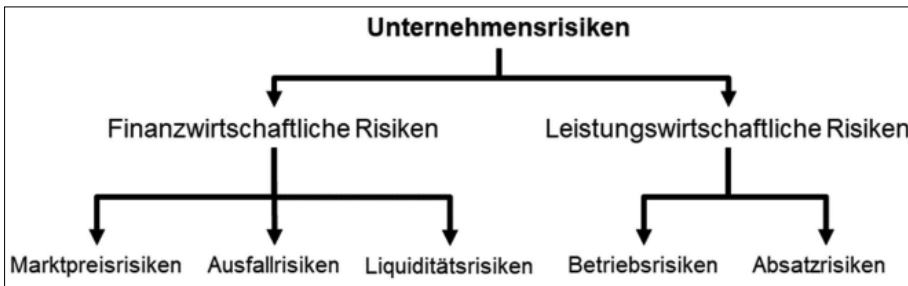 Unternehmensrisiken
Finanzwirtschaftliche Risiken
Leistungswirtschaftliche Risiken
Marktpreisrisiken
Ausfallrisiken
Liquiditätsrisiken
Betriebsrisiken
Absatzrisiken